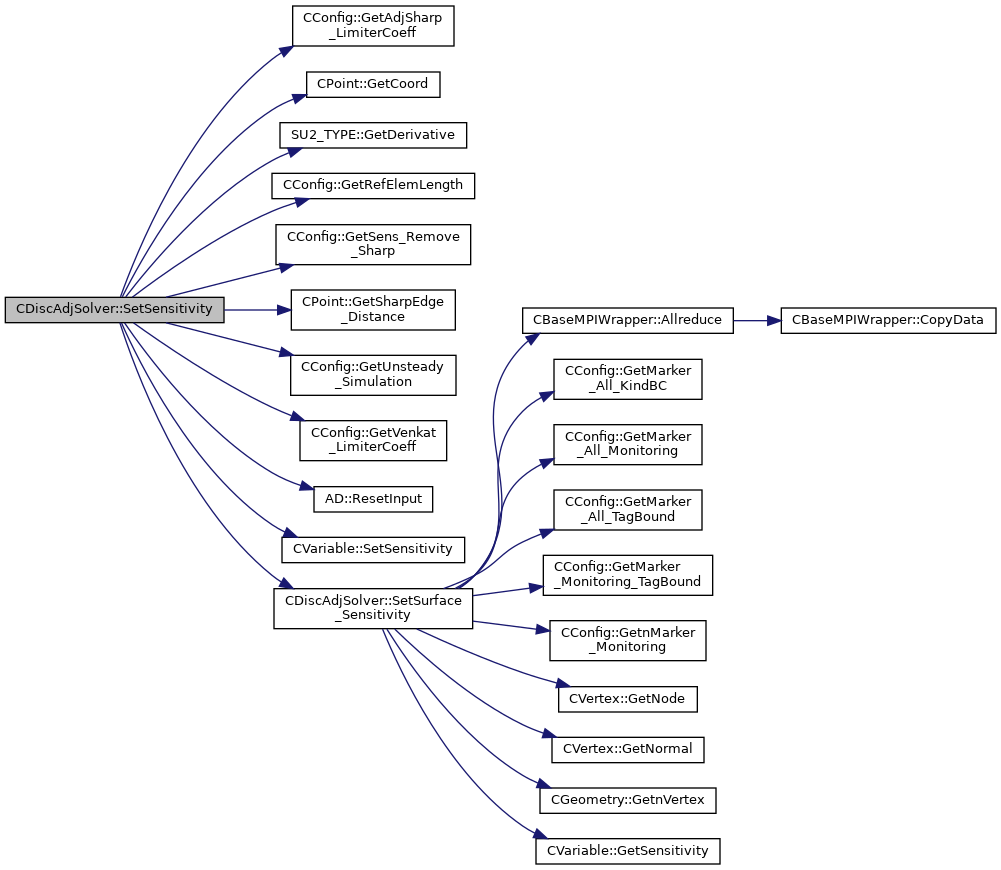 CConfig::GetAdjSharp
_LimiterCoeff
CPoint::GetCoord
SU2_TYPE::GetDerivative
CConfig::GetRefElemLength
CConfig::GetSens_Remove
_Sharp
CDiscAdjSolver::SetSensitivity
CPoint::GetSharpEdge
_Distance
CConfig::GetUnsteady
_Simulation
CConfig::GetVenkat
_LimiterCoeff
AD::ResetInput
CVariable::SetSensitivity
CDiscAdjSolver::SetSurface
_Sensitivity
CBaseMPIWrapper::Allreduce
CBaseMPIWrapper::CopyData
CConfig::GetMarker
_All_KindBC
CConfig::GetMarker
_All_Monitoring
CConfig::GetMarker
_All_TagBound
CConfig::GetMarker
_Monitoring_TagBound
CConfig::GetnMarker
_Monitoring
CVertex::GetNode
CVertex::GetNormal
CGeometry::GetnVertex
CVariable::GetSensitivity